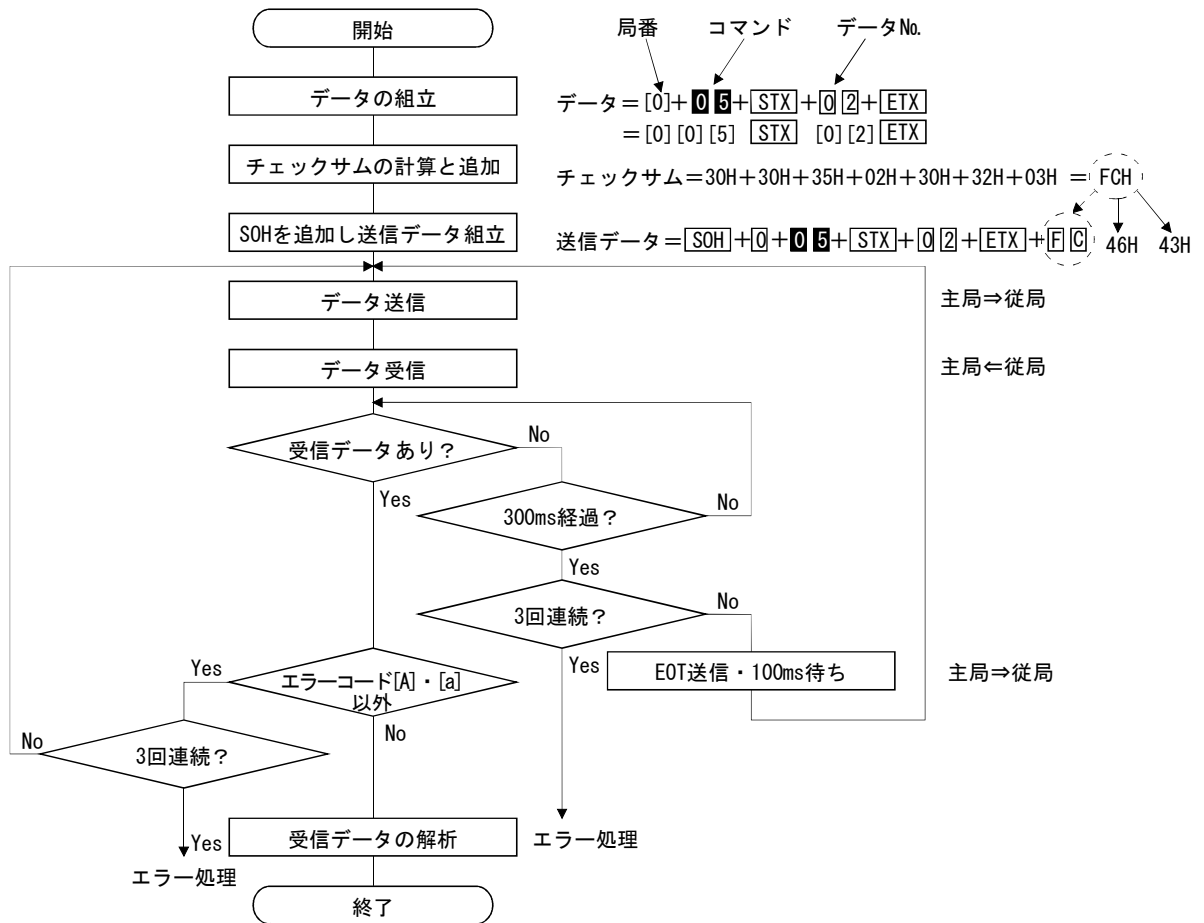 開始
局番 コマンド データNo.
データの組立
データ=[0]+0 5+STX+0 2+ETX
=[0][0][5] STX [0][2]ETX
チェックサムの計算と追加
チェックサム=30H+30H+35H+02H+30H+32H+03H =FCH
SOHを追加し送信データ組立
送信データ=SOH+0+0 5+STX+0 2+ETX+F C 46H 43H
データ送信
主局⇒従局
データ受信
主局⇐従局
受信データあり?
No
Yes
300ms経過?
No
Yes
3回連続?
No
Yes
EOT送信・100ms待ち
主局⇒従局
エラーコード[A]・[a]
以外
Yes
No
3回連続?
No
Yes
エラー処理
受信データの解析
エラー処理
終了